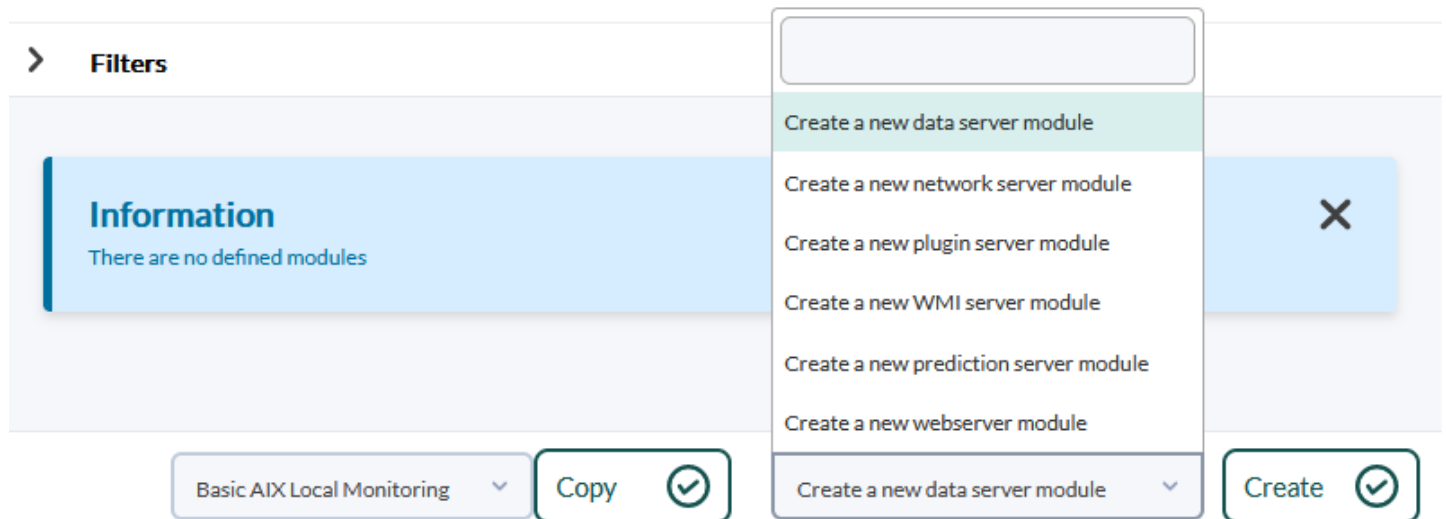 Filters
Information
There are no defined modules
Create a new data server module
Create a new network server module
Create a new plugin server module
Create a new WMI server module
Create a new prediction server module
Create a new webserver module
Basic AIX Local Monitoring
Copy
Create a new data server module
Create